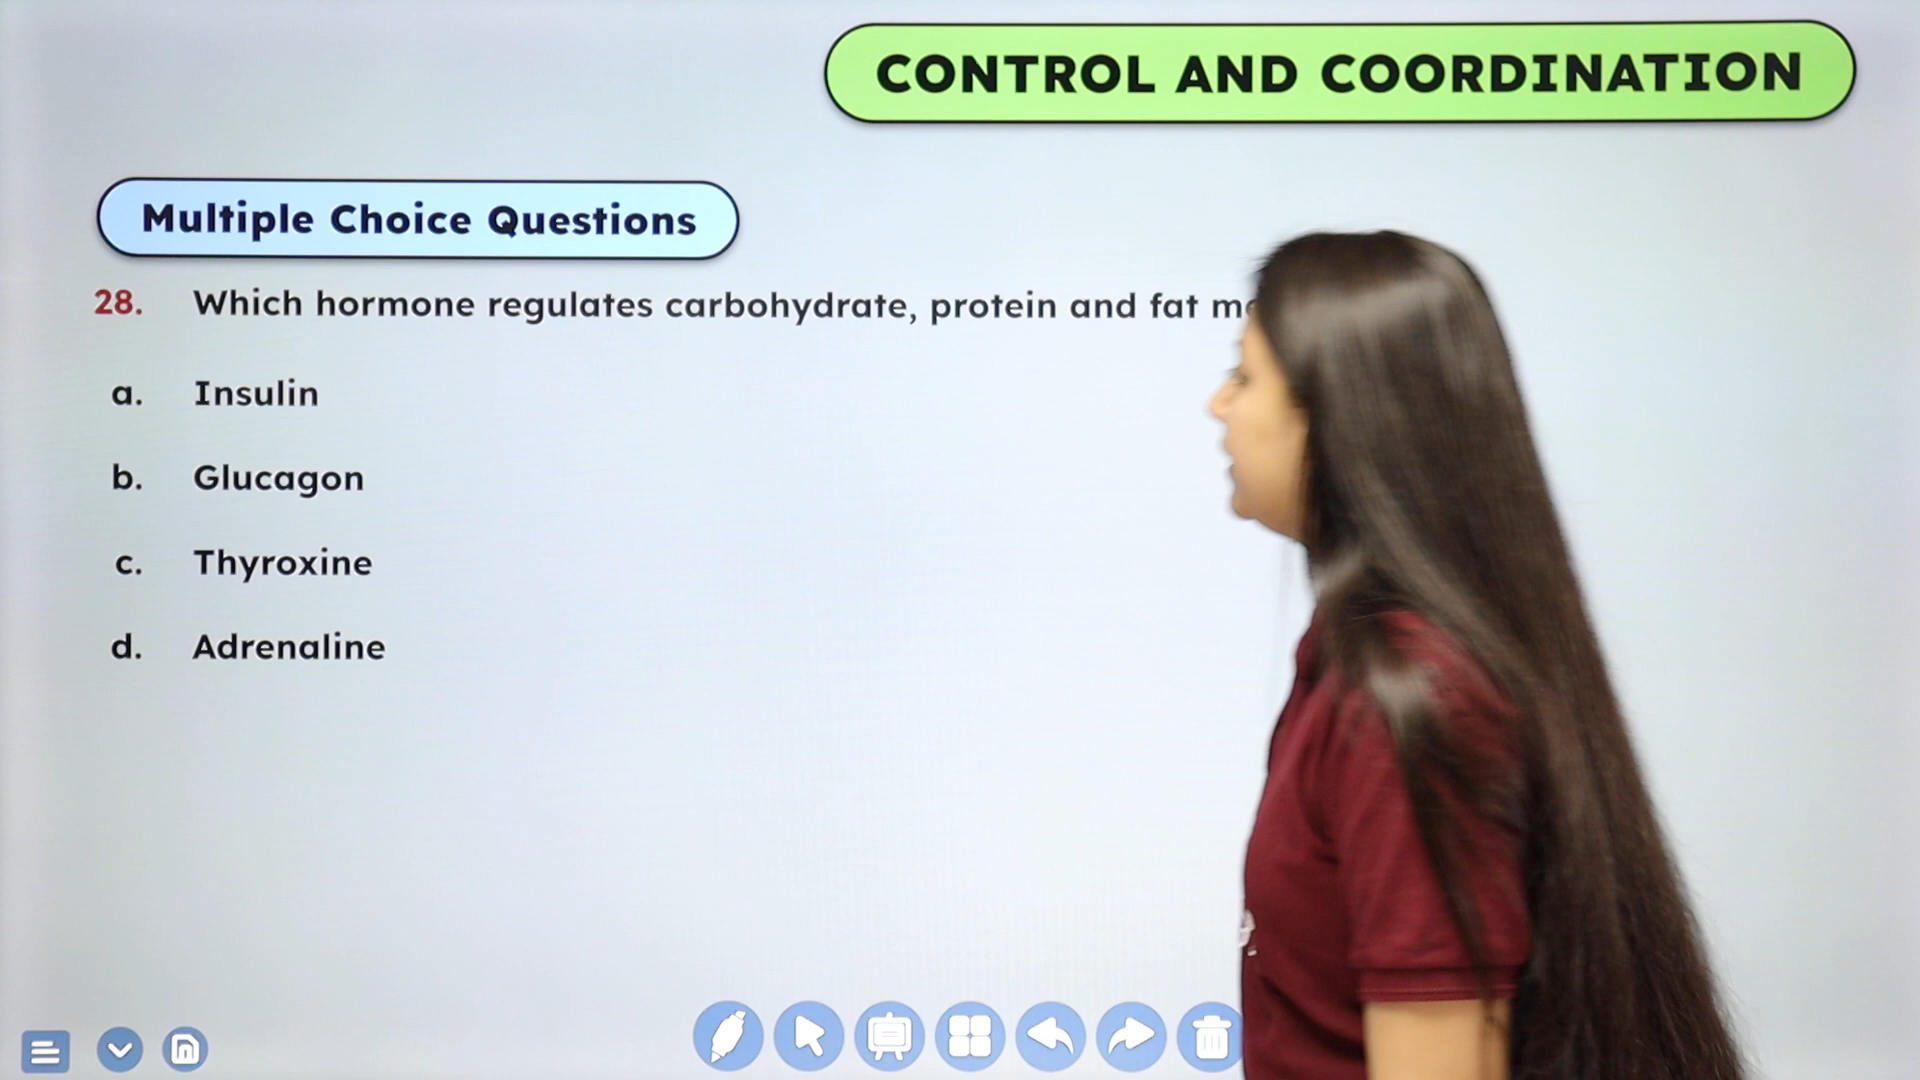 CONTROL AND COORDINATION
Multiple Choice Questions
28. Which hormone regulates carbohydrate, protein and fat
a. Insulin
b. Glucagon
c. Thyroxine
d. Adrenaline